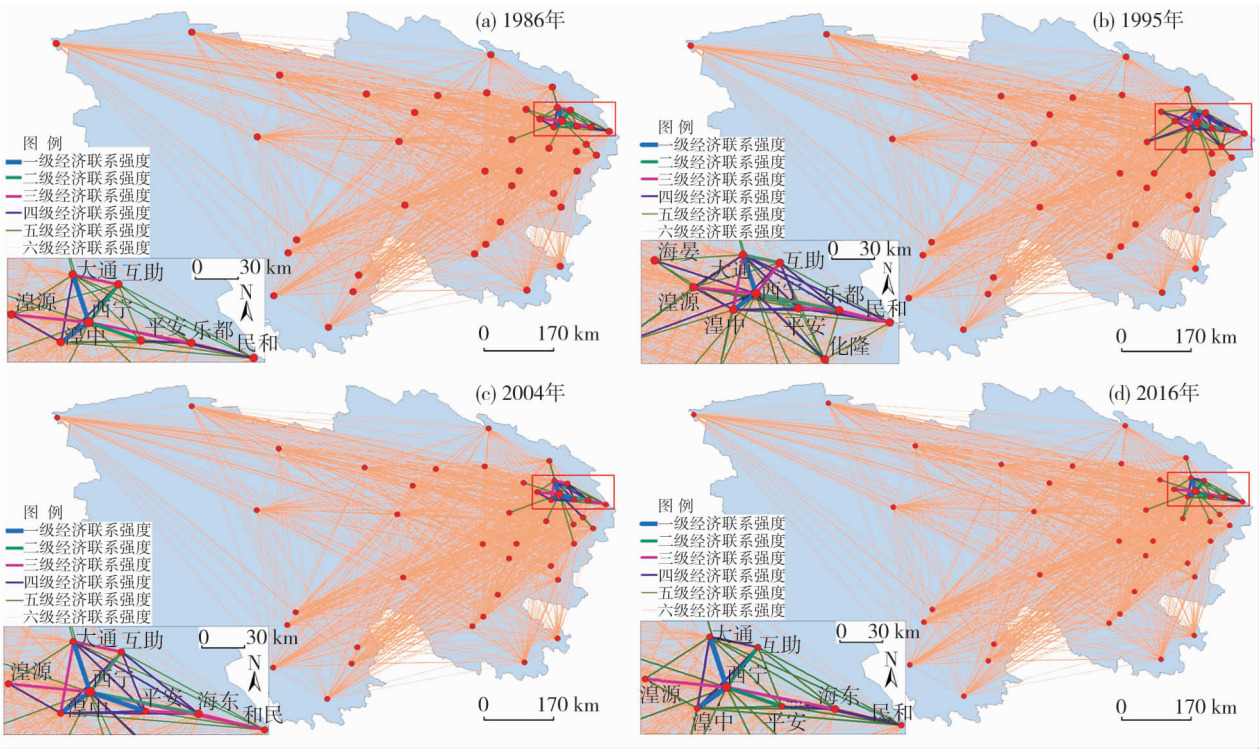 (a) 1986年
图 例
一级经济联系强度
二级经济联系强度
三级经济联系强度
四级经济联系强度
五级经济联系强度
六级经济联系强度
大通
互助
湟源
西宁
湟中
平安
乐都
民和
0 30 km
N
0 170 km
(b) 1995年
图 例
一级经济联系强度
二级经济联系强度
三级经济联系强度
四级经济联系强度
五级经济联系强度
六级经济联系强度
海晏
大通
互助
湟源
西宁
乐都
民和
湟中
平安
化隆
0 30 km
N
0 170 km
(c) 2004年
图 例
一级经济联系强度
二级经济联系强度
三级经济联系强度
四级经济联系强度
五级经济联系强度
六级经济联系强度
大通
互助
湟源
西宁
湟中
平安
海东
和民
0 30 km
N
0 170 km
(d) 2016年
图 例
一级经济联系强度
二级经济联系强度
三级经济联系强度
四级经济联系强度
五级经济联系强度
六级经济联系强度
大通
互助
湟源
西宁
湟中
平安
海东
民和
0 30 km
N
0 170 km